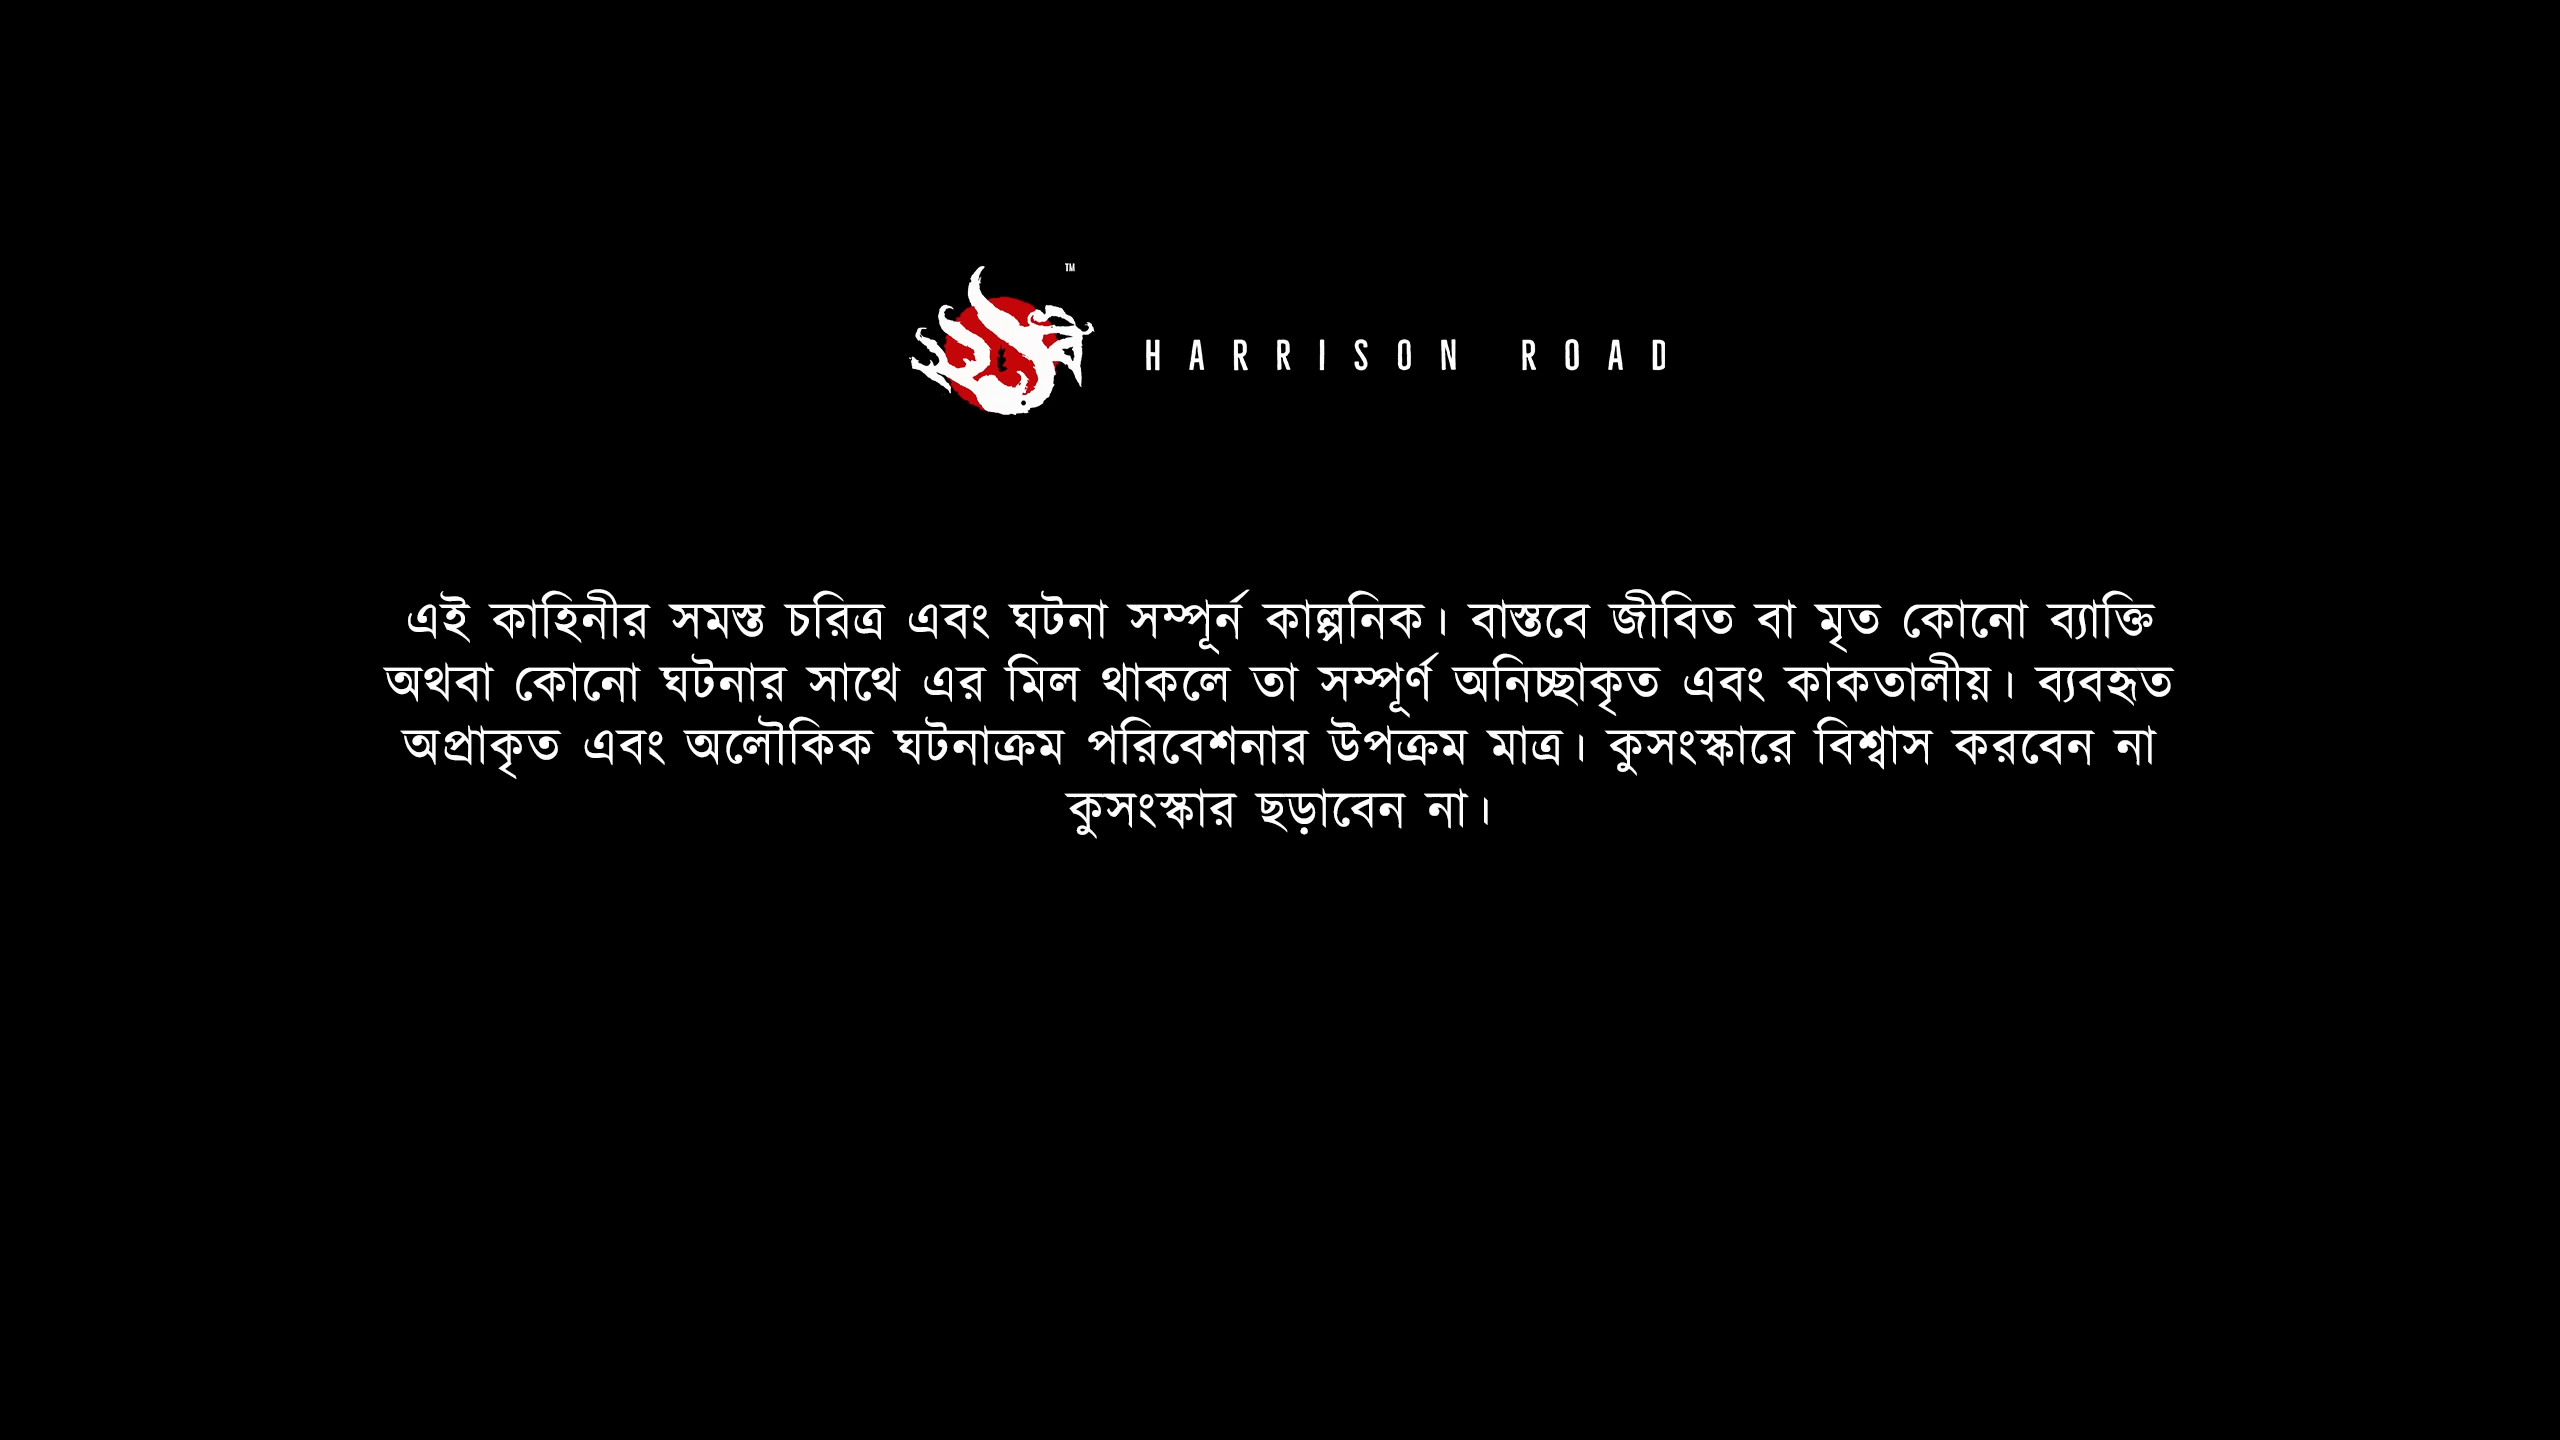 TM
HARRISON ROAD
এই কাহিনীর সমস্ত চরিত্র এবং ঘটনা সম্পূর্ন কাল্পনিক। বাস্তবে জীবিত বা মৃত কোনো ব্যাক্তি
অথবা কোনো ঘটনার সাথে এর মিল থাকলে তা সম্পূর্ণ অনিচ্ছাকৃত এবং কাকতালীয়। ব্যবহৃত
অপ্রাকৃত এবং অলৌকিক ঘটনাক্রম পরিবেশনার উপক্রম মাত্র। কুসংস্কারে বিশ্বাস করবেন না
কুসংস্কার ছড়াবেন না।